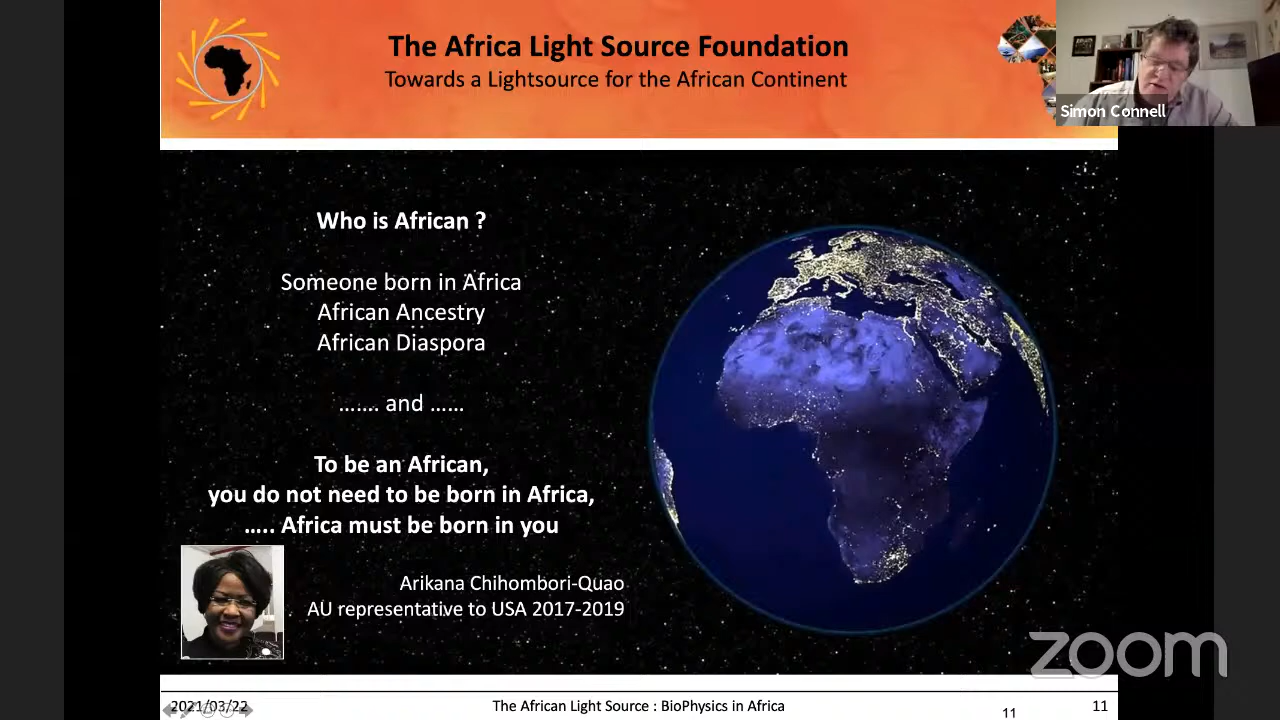 The Africa Light Source Foundation
Towards a Lightsource for the African Continent
Simon Connell
Who is African ?
Someone born in Africa
African Ancestry
African Diaspora
....... and ......
To be an African,
you do not need to be born in Africa,
..... Africa must be born in you
Arikana Chihombori-Quao
AU representative to USA 2017-2019
zoom
2021/03/22
The African Light Source : BioPhysics in Africa
11
11